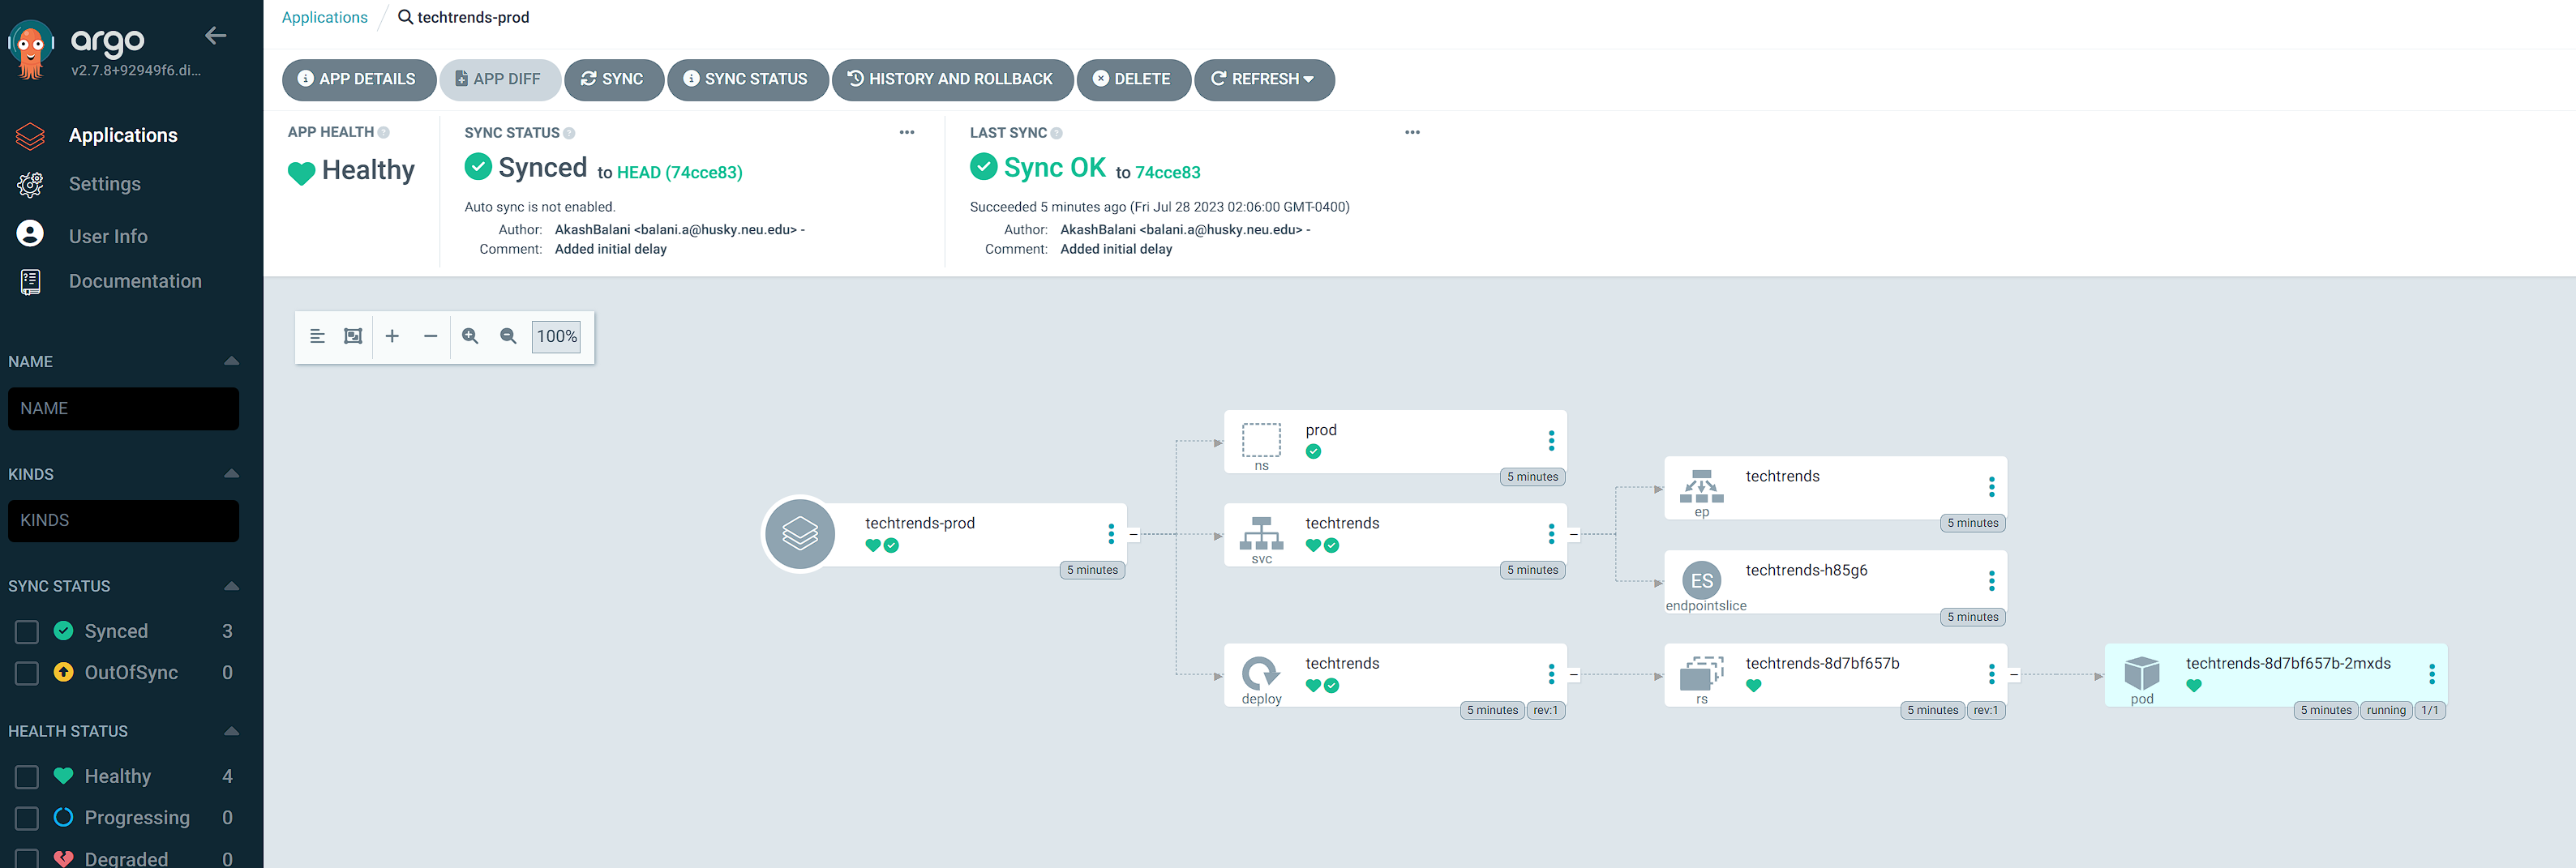 argo
v2.7.8+92949f6.di...
Applications
Settings
User Info
Documentation
NAME
NAME
KINDS
KINDS
SYNC STATUS
Synced 3
OutOfSync 0
HEALTH STATUS
Healthy 4
Progressing 0
Degraded 0
Applications / techtrends-prod
APP DETAILS APP DIFF SYNC SYNC STATUS HISTORY AND ROLLBACK DELETE REFRESH
APP HEALTH
Healthy
SYNC STATUS
Synced to HEAD (74cce83)
Auto sync is not enabled.
Author: AkashBalani <balani.a@husky.neu.edu> -
Comment: Added initial delay
LAST SYNC
Sync OK to 74cce83
Succeeded 5 minutes ago (Fri Jul 28 2023 02:06:00 GMT-0400)
Author: AkashBalani <balani.a@husky.neu.edu> -
Comment: Added initial delay
100%
techtrends-prod
5 minutes
prod
ns
5 minutes
techtrends
svc
5 minutes
techtrends
deploy
5 minutes rev:1
techtrends
ep
5 minutes
ES
techtrends-h85g6
endpointslice
5 minutes
techtrends-8d7bf657b
rs
5 minutes rev:1
techtrends-8d7bf657b-2mxds
pod
5 minutes running 1/1